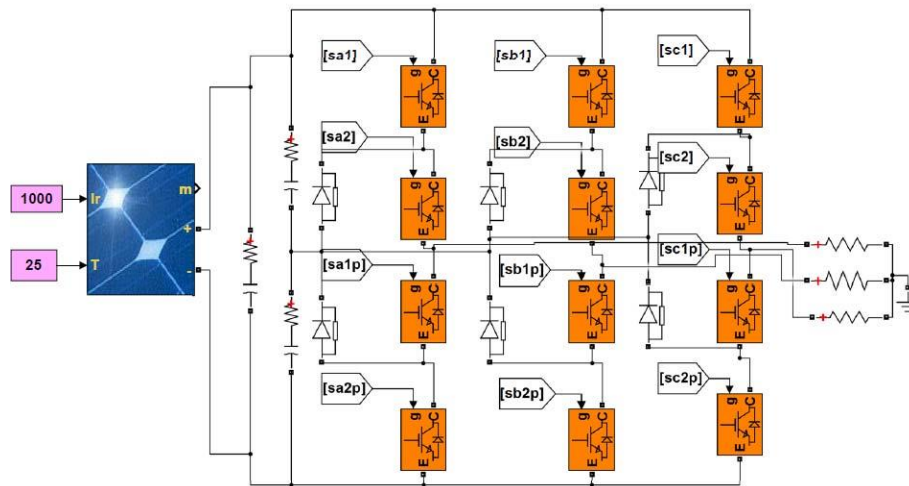 [sa1]
[sb1]
[sc1]
g C
g C
g C
E
E
E
[sa2]
[sb2]
[sc2]
g C
g C
g C
E
E
E
1000
Ir
m
+
25
T
-
[sa1p]
[sb1p]
[sc1p]
g C
g C
g C
E
E
E
[sa2p]
[sb2p]
[sc2p]
g C
g C
g C
E
E
E
+
+
+
+
+
+